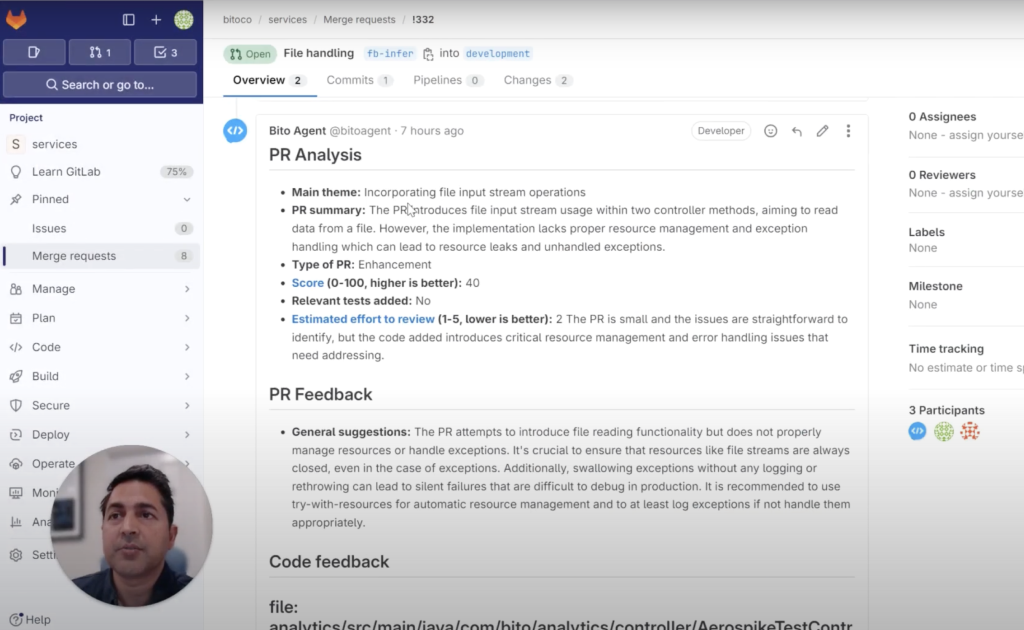 bitoco / services / Merge requests / !332
1
3
Search or go to...
Open File handling fb-infer into development
Overview 2 Commits 1 Pipelines 0 Changes 2
Project
S services
Learn GitLab 75%
Pinned
Issues 0
Merge requests 8
Manage
Plan
Code
Build
Secure
Deploy
Operate
Help
Bito Agent @bitoagent · 7 hours ago Developer
PR Analysis
• Main theme: Incorporating file input stream operations
• PR summary: The PR introduces file input stream usage within two controller methods, aiming to read
data from a file. However, the implementation lacks proper resource management and exception
handling which can lead to resource leaks and unhandled exceptions.
• Type of PR: Enhancement
• Score (0-100, higher is better): 40
• Relevant tests added: No
• Estimated effort to review (1-5, lower is better): 2 The PR is small and the issues are straightforward to
identify, but the code added introduces critical resource management and error handling issues that
need addressing.
PR Feedback
• General suggestions: The PR attempts to introduce file reading functionality but does not properly
manage resources or handle exceptions. It's crucial to ensure that resources like file streams are always
closed, even in the case of exceptions. Additionally, swallowing exceptions without any logging or
rethrowing can lead to silent failures that are difficult to debug in production. It is recommended to use
try-with-resources for automatic resource management and to at least log exceptions if not handle them
appropriately.
Code feedback
file:
analytics/src/main/java/com/bito/analytics/controller/AerospikeTestContr
0 Assignees
None - assign yourse
0 Reviewers
None - assign yourse
Labels
None
Milestone
None
Time tracking
No estimate or time sp
3 Participants